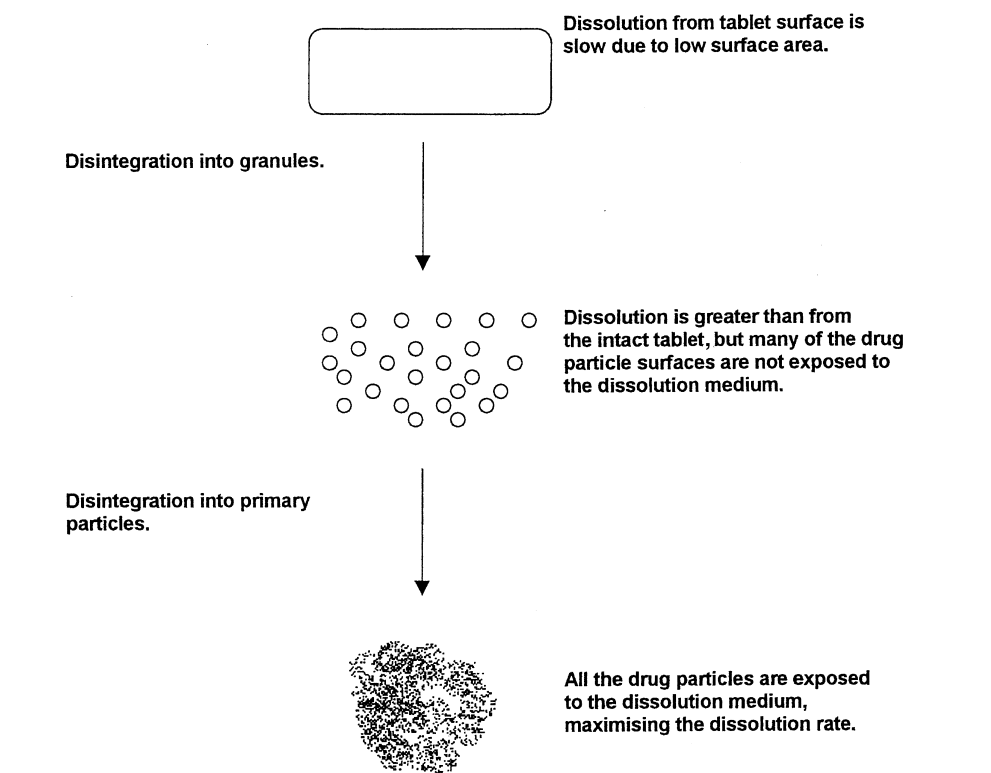 Dissolution from tablet surface is
slow due to low surface area.
Disintegration into granules.
Dissolution is greater than from
the intact tablet, but many of the drug
particle surfaces are not exposed to
the dissolution medium.
Disintegration into primary
particles.
All the drug particles are exposed
to the dissolution medium,
maximising the dissolution rate.